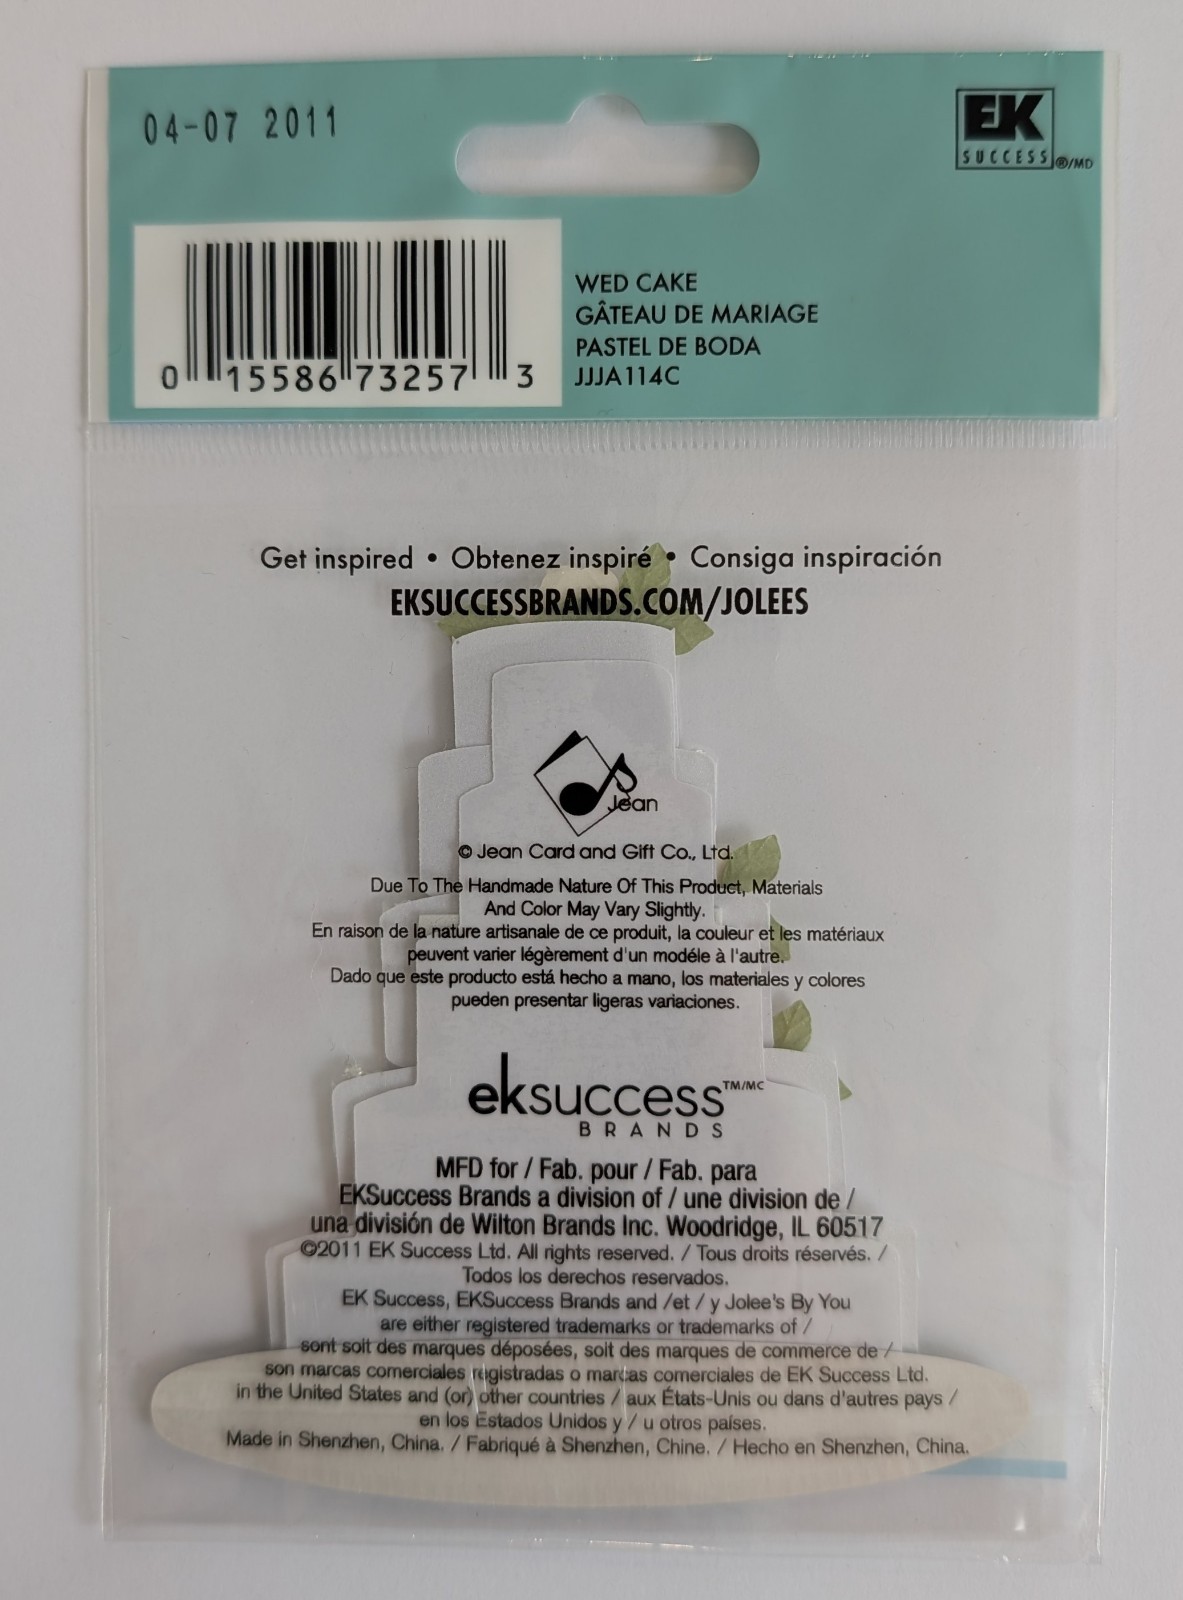 04-07 2011
EK
SUCCESS®/MD
WED CAKE
GÂTEAU DE MARIAGE
PASTEL DE BODA
JJJA114C
0 15586 73257 3
Get inspired • Obtenez inspiré • Consiga inspiración
EKSUCCESSBRANDS.COM/JOLEES
Jean
© Jean Card and Gift Co., Ltd.
Due To The Handmade Nature Of This Product, Materials
And Color May Vary Slightly.
En raison de la nature artisanale de ce produit, la couleur et les matériaux
peuvent varier légèrement d'un modéle à l'autre.
Dado que este producto está hecho a mano, los materiales y colores
pueden presentar ligeras variaciones.
eksuccess™/MC
BRANDS
MFD for / Fab. pour / Fab. para
EKSuccess Brands a division of / une division de /
una división de Wilton Brands Inc. Woodridge, IL 60517
©2011 EK Success Ltd. All rights reserved. / Tous droits réservés. /
Todos los derechos reservados.
EK Success, EKSuccess Brands and /et / y Jolee's By You
are either registered trademarks or trademarks of /
sont soit des marques déposées, soit des marques de commerce de /
son marcas comerciales registradas o marcas comerciales de EK Success Ltd.
in the United States and (or) other countries / aux États-Unis ou dans d'autres pays /
en los Estados Unidos y / u otros países.
Made in Shenzhen, China. / Fabriqué à Shenzhen, Chine. / Hecho en Shenzhen, China.